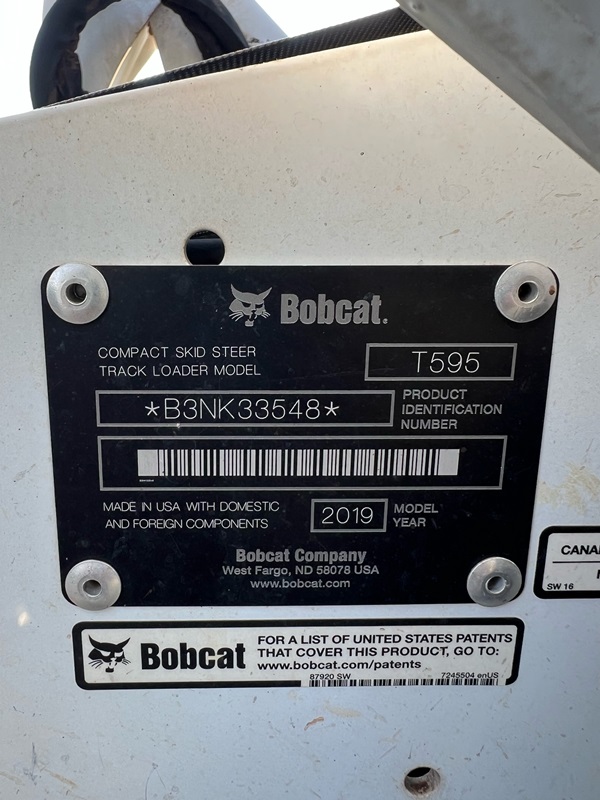 Bobcat.
COMPACT SKID STEER
TRACK LOADER MODEL
T595
*B3NK33548*
PRODUCT
IDENTIFICATION
NUMBER
MADE IN USA WITH DOMESTIC
AND FOREIGN COMPONENTS
2019
MODEL
YEAR
Bobcat Company
West Fargo, ND 58078 USA
www.bobcat.com
SW 16
Bobcat
FOR A LIST OF UNITED STATES PATENTS
THAT COVER THIS PRODUCT, GO TO:
www.bobcat.com/patents
87920 SW
7245504 enUS